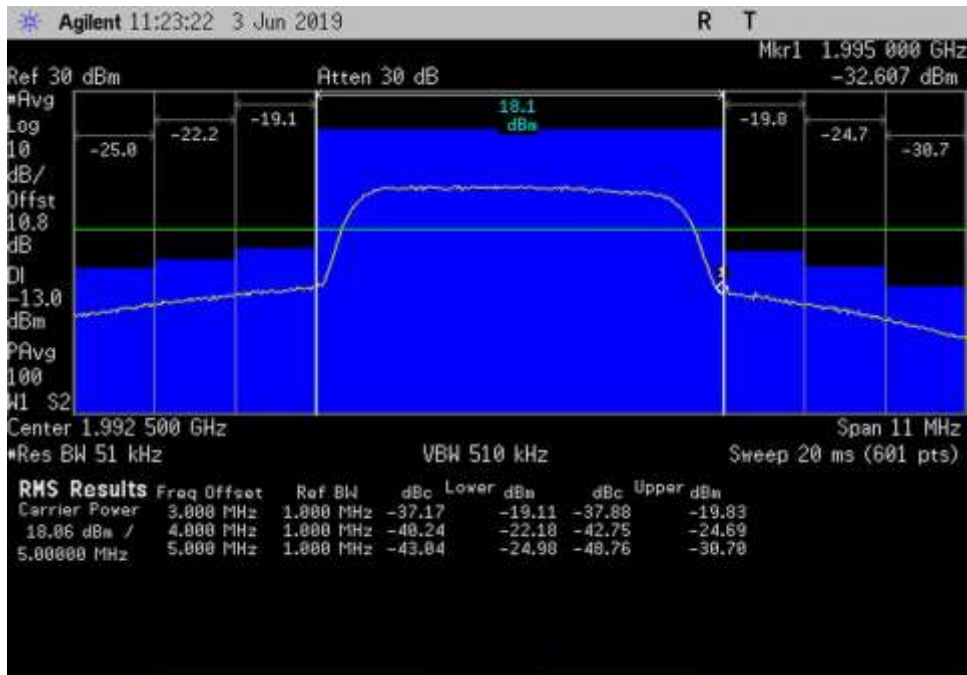 Agilent 11:23:22 3 Jun 2019 R T
Mkr1 1.995 000 GHz
Ref 30 dBm Atten 30 dB -32.607 dBm
*Avg
Log
10
dB/
Offst
10.8
dB
DI
-13.0
dBm
PAvg
100
W1 S2
18.1
dBm
-25.0 -22.2 -19.1 -19.8 -24.7 -30.7
1
Center 1.992 500 GHz Span 11 MHz
*Res BW 51 kHz VBW 510 kHz Sweep 20 ms (601 pts)
RMS Results Freq Offset Ref BW dBc Lower dBm dBc Upper dBm
Carrier Power 3.000 MHz 1.000 MHz -37.17 -19.11 -37.88 -19.83
18.06 dBm / 4.000 MHz 1.000 MHz -40.24 -22.18 -42.75 -24.69
5.00000 MHz 5.000 MHz 1.000 MHz -43.04 -24.98 -48.76 -30.70